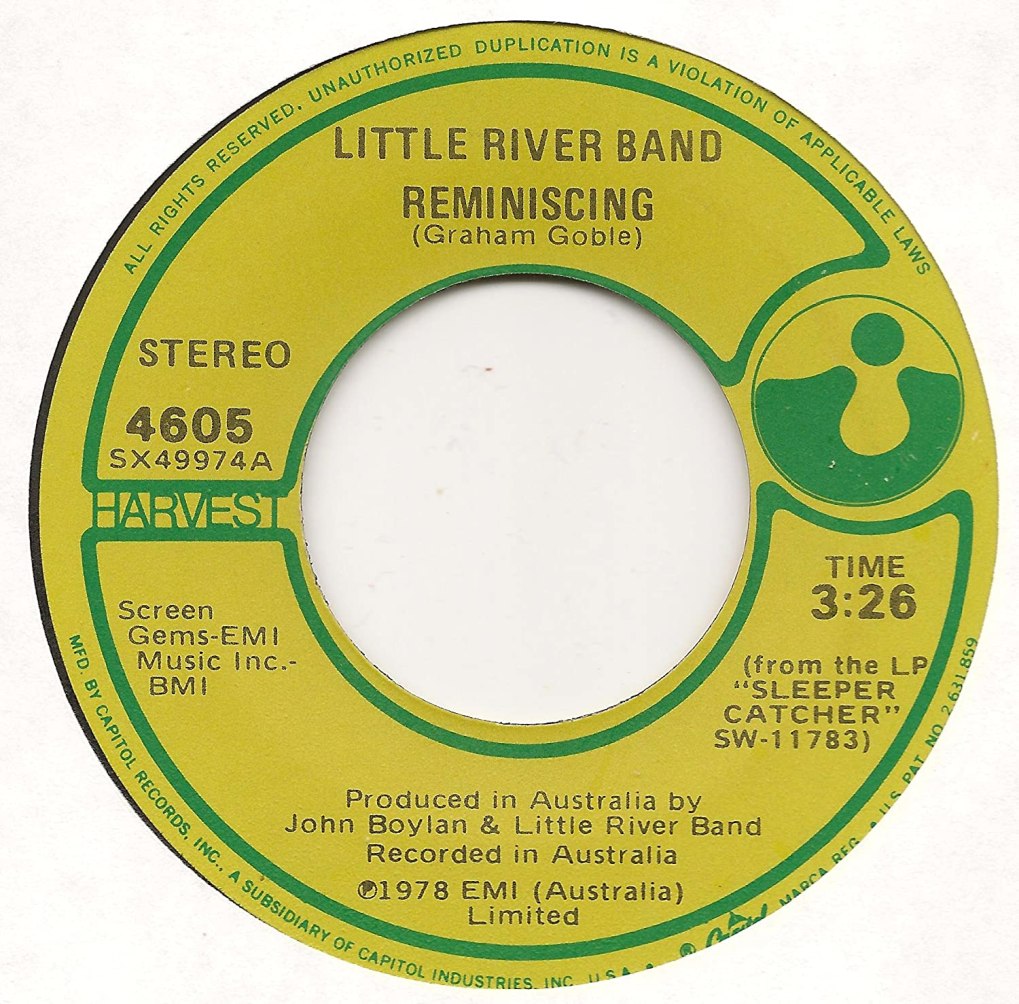 ALL RIGHTS RESERVED. UNAUTHORIZED DUPLICATION IS A VIOLATION OF APPLICABLE LAWS
LITTLE RIVER BAND
REMINISCING
(Graham Goble)
STEREO
4605
SX49974A
HARVEST
TIME
3:26
Screen
Gems-EMI
Music Inc.-
BMI
(from the LP
"SLEEPER
CATCHER"
SW-11783)
Produced in Australia by
John Boylan & Little River Band
Recorded in Australia
℗1978 EMI (Australia)
Limited
MFD. BY CAPITOL RECORDS, INC., A SUBSIDIARY OF CAPITOL INDUSTRIES, INC. U.S.A. • ® Capitol MARCA REG. • U.S. PAT. NO. 2,631,859